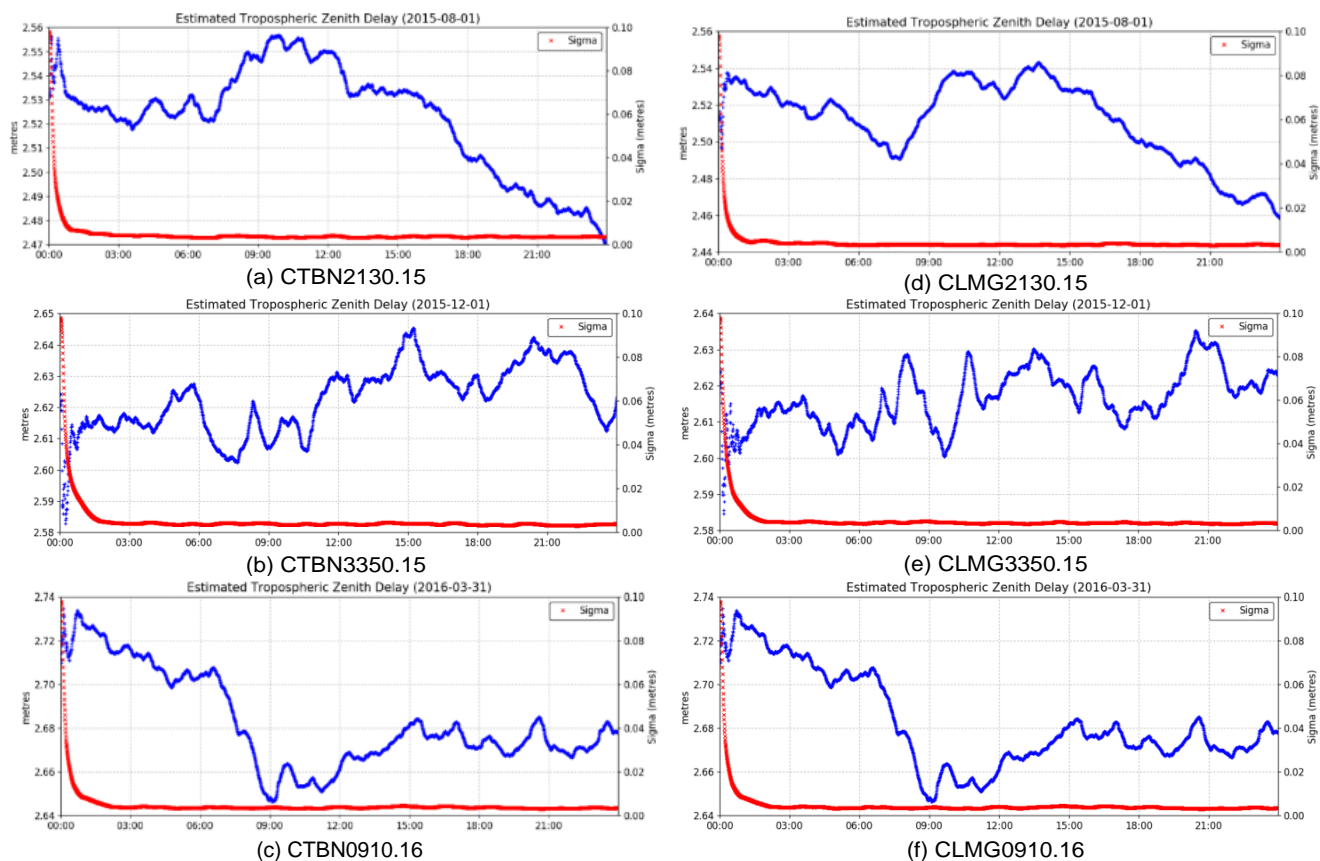 Estimated Tropospheric Zenith Delay (2015-08-01)
2.56
2.55
2.54
2.53
2.52
2.51
2.50
2.49
2.48
2.47
metres
0.10
0.08
0.06
0.04
0.02
0.00
Sigma (metres)
Sigma
00:00 03:00 06:00 09:00 12:00 15:00 18:00 21:00
(a) CTBN2130.15
Estimated Tropospheric Zenith Delay (2015-08-01)
2.56
2.54
2.52
2.50
2.48
2.46
2.44
metres
0.10
0.08
0.06
0.04
0.02
0.00
Sigma (metres)
Sigma
00:00 03:00 06:00 09:00 12:00 15:00 18:00 21:00
(d) CLMG2130.15
Estimated Tropospheric Zenith Delay (2015-12-01)
2.65
2.64
2.63
2.62
2.61
2.60
2.59
2.58
metres
0.10
0.08
0.06
0.04
0.02
0.00
Sigma (metres)
Sigma
00:00 03:00 06:00 09:00 12:00 15:00 18:00 21:00
(b) CTBN3350.15
Estimated Tropospheric Zenith Delay (2015-12-01)
2.64
2.63
2.62
2.61
2.60
2.59
2.58
metres
0.10
0.08
0.06
0.04
0.02
0.00
Sigma (metres)
Sigma
00:00 03:00 06:00 09:00 12:00 15:00 18:00 21:00
(e) CLMG3350.15
Estimated Tropospheric Zenith Delay (2016-03-31)
2.74
2.72
2.70
2.68
2.66
2.64
metres
0.10
0.08
0.06
0.04
0.02
0.00
Sigma (metres)
Sigma
00:00 03:00 06:00 09:00 12:00 15:00 18:00 21:00
(c) CTBN0910.16
Estimated Tropospheric Zenith Delay (2016-03-31)
2.74
2.72
2.70
2.68
2.66
2.64
metres
0.10
0.08
0.06
0.04
0.02
0.00
Sigma (metres)
Sigma
00:00 03:00 06:00 09:00 12:00 15:00 18:00 21:00
(f) CLMG0910.16